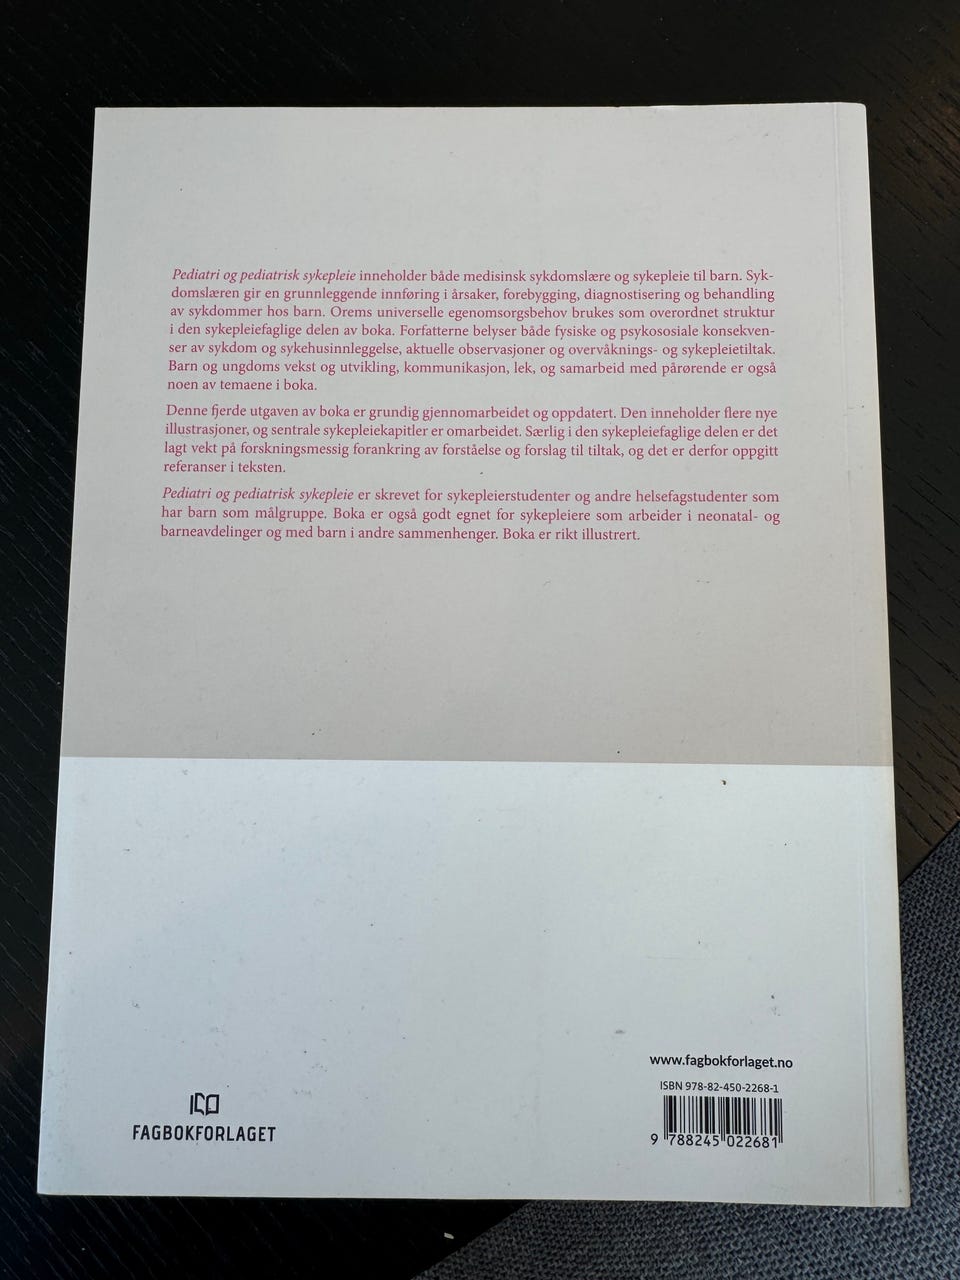 Pediatri og pediatrisk sykepleie inneholder både medisinsk sykdomslære og sykepleie til barn. Syk-
domslæren gir en grunnleggende innføring i årsaker, forebygging, diagnostisering og behandling
av sykdommer hos barn. Orems universelle egenomsorgsbehov brukes som overordnet struktur
i den sykepleiefaglige delen av boka. Forfatterne belyser både fysiske og psykososiale konsekven-
ser av sykdom og sykehusinnleggelse, aktuelle observasjoner og overvåknings- og sykepleietiltak.
Barn og ungdoms vekst og utvikling, kommunikasjon, lek, og samarbeid med pårørende er også
noen av temaene i boka.
Denne fjerde utgaven av boka er grundig gjennomarbeidet og oppdatert. Den inneholder flere nye
illustrasjoner, og sentrale sykepleiekapitler er omarbeidet. Særlig i den sykepleiefaglige delen er det
lagt vekt på forskningsmessig forankring av forståelse og forslag til tiltak, og det er derfor oppgitt
referanser i teksten.
Pediatri og pediatrisk sykepleie er skrevet for sykepleierstudenter og andre helsefagstudenter som
har barn som målgruppe. Boka er også godt egnet for sykepleiere som arbeider i neonatal- og
barneavdelinger og med barn i andre sammenhenger. Boka er rikt illustrert.
www.fagbokforlaget.no
ISBN 978-82-450-2268-1
9 788245 022681
FAGBOKFORLAGET